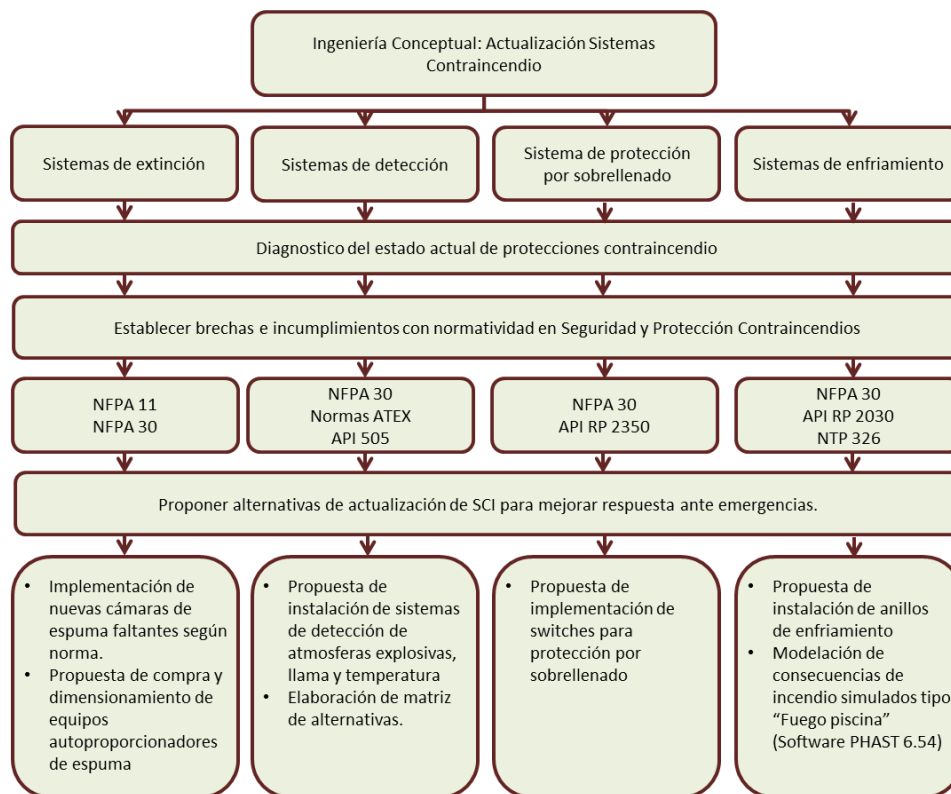 Ingeniería Conceptual: Actualización Sistemas
Contraincendio
Sistemas de extinción
Sistemas de detección
Sistema de protección
por sobrellenado
Sistemas de enfriamiento
Diagnostico del estado actual de protecciones contraincendio
Establecer brechas e incumplimientos con normatividad en Seguridad y Protección Contraincendios
NFPA 11
NFPA 30
NFPA 30
Normas ATEX
API 505
NFPA 30
API RP 2350
NFPA 30
API RP 2030
NTP 326
Proponer alternativas de actualización de SCI para mejorar respuesta ante emergencias.
• Implementación de
nuevas cámaras de
espuma faltantes según
norma.
• Propuesta de compra y
dimensionamiento de
equipos
autoproporcionadores
de espuma
• Propuesta de
instalación de sistemas
de detección de
atmosferas explosivas,
llama y temperatura
• Elaboración de matriz
de alternativas.
• Propuesta de
implementación de
switches para
protección por
sobrellenado
• Propuesta de
instalación de anillos
de enfriamiento
• Modelación de
consecuencias de
incendio simulados tipo
“Fuego piscina”
(Software PHAST 6.54)